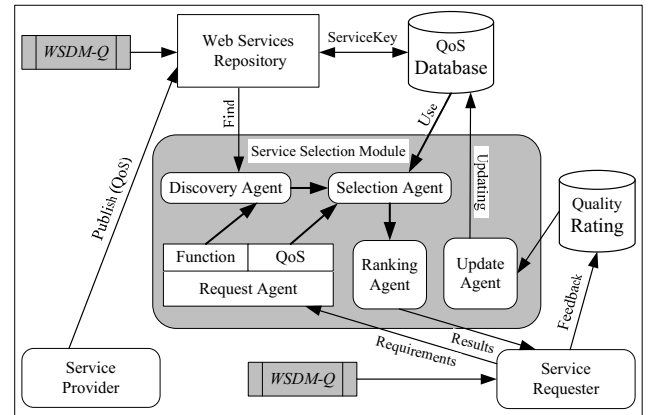 WSDM-Q
Web Services
Repository
ServiceKey
QoS
Database
Find
Use
Publish (QoS)
Service Selection Module
Updating
Discovery Agent
Selection Agent
Quality
Rating
Function
QoS
Request Agent
Ranking
Agent
Update
Agent
Feedback
Requirements
Results
Service
Provider
WSDM-Q
Service
Requester